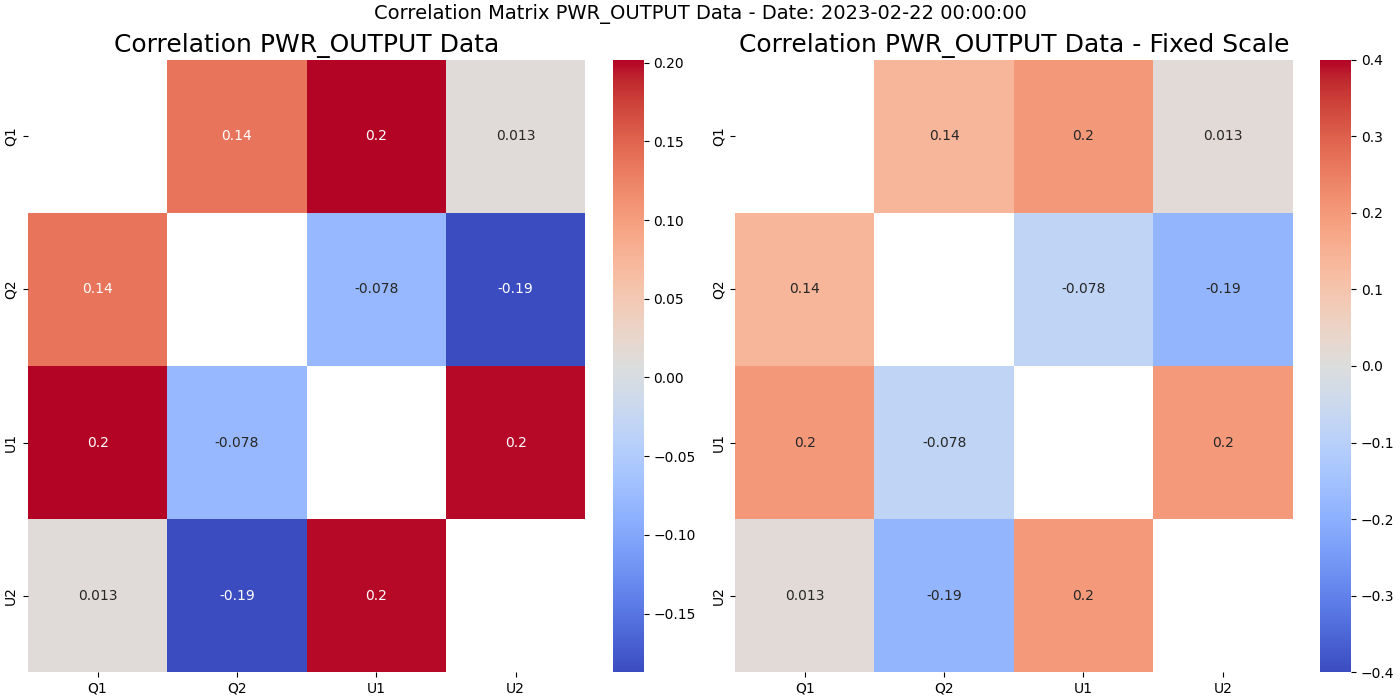 Correlation Matrix PWR_OUTPUT Data - Date: 2023-02-22 00:00:00
Correlation PWR_OUTPUT Data
Q1
Q2
U1
U2
0.14
0.2
0.013
0.14
-0.078
-0.19
0.2
-0.078
0.2
0.013
-0.19
0.2
Q1
Q2
U1
U2
0.20
0.15
0.10
0.05
0.00
−0.05
−0.10
−0.15
Correlation PWR_OUTPUT Data - Fixed Scale
Q1
Q2
U1
U2
0.14
0.2
0.013
0.14
-0.078
-0.19
0.2
-0.078
0.2
0.013
-0.19
0.2
Q1
Q2
U1
U2
0.4
0.3
0.2
0.1
0.0
−0.1
−0.2
−0.3
−0.4